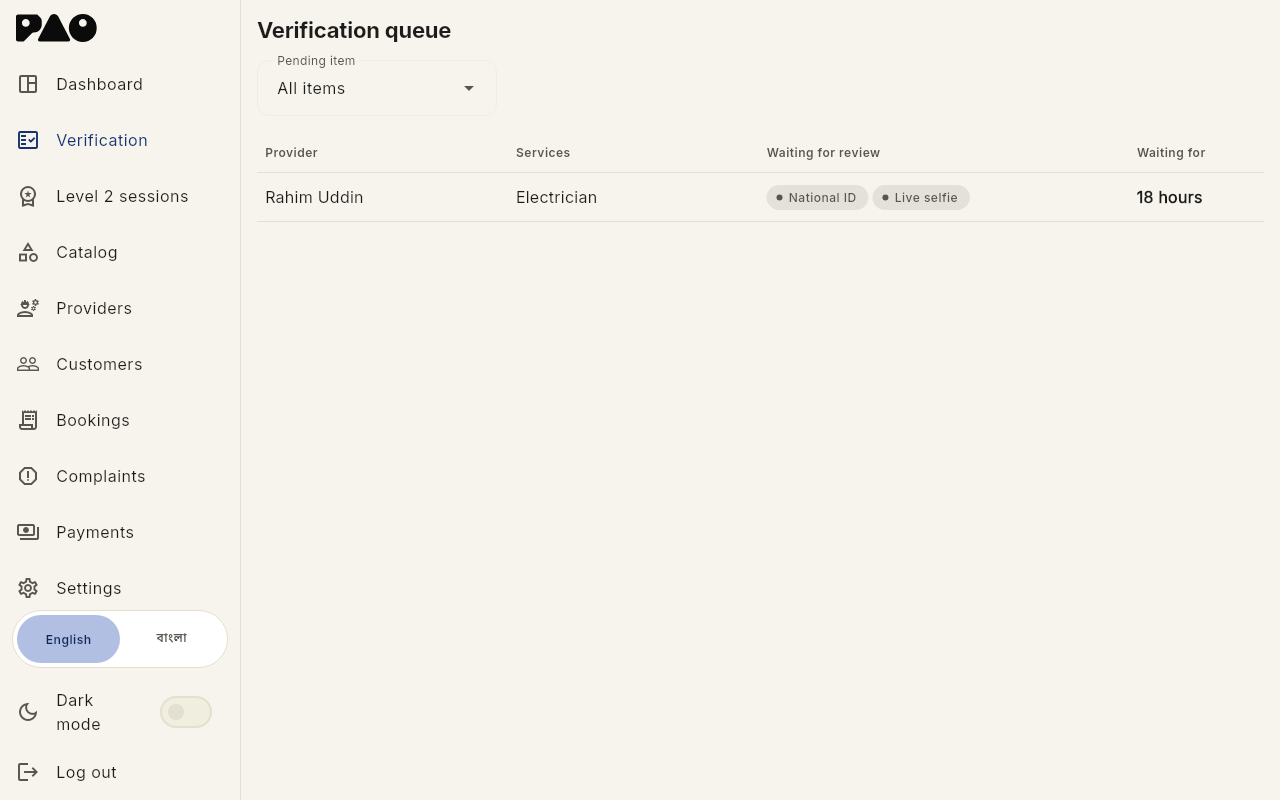 PAO
Dashboard
Verification
Level 2 sessions
Catalog
Providers
Customers
Bookings
Complaints
Payments
Settings
English
বাংলা
Dark
mode
Log out
Verification queue
Pending item
All items
Provider Services Waiting for review Waiting for
Rahim Uddin Electrician National ID Live selfie 18 hours